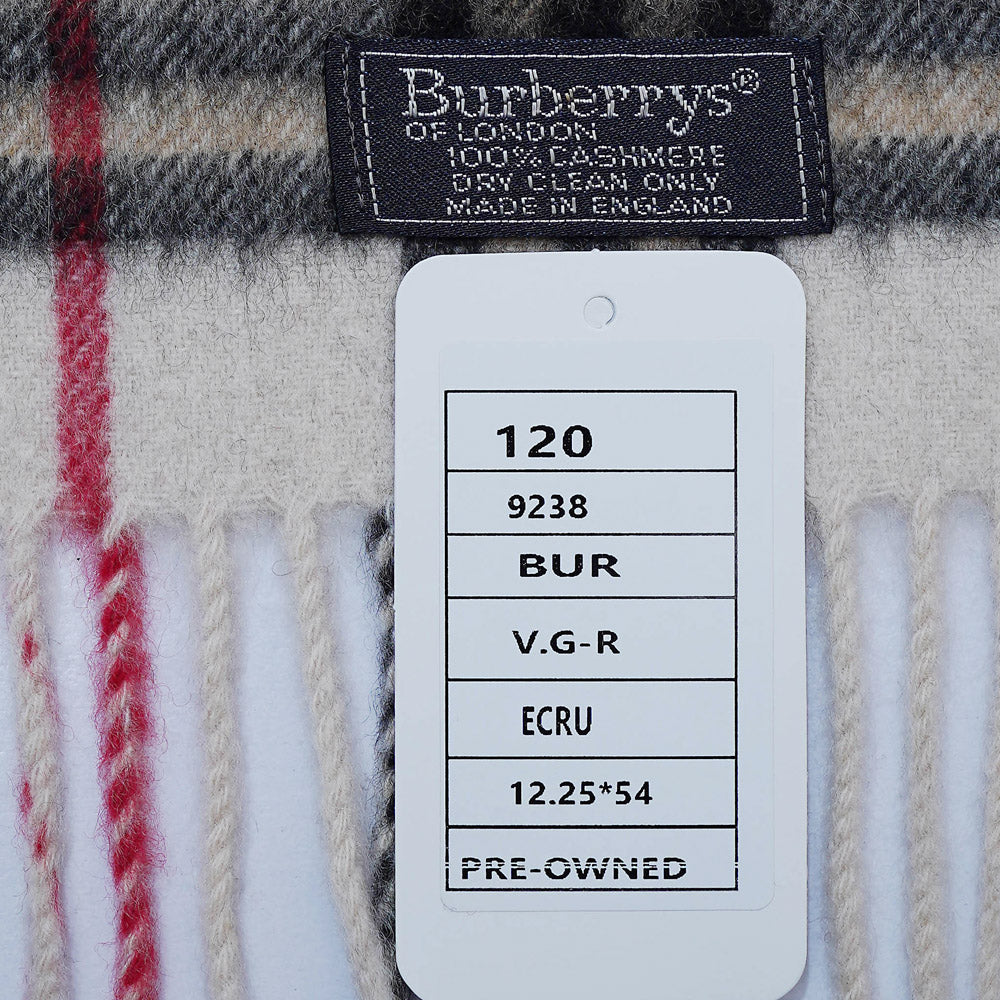 Burberrys®
OF LONDON
100% CASHMERE
DRY CLEAN ONLY
MADE IN ENGLAND
120
9238
BUR
V.G-R
ECRU
12.25*54
PRE-OWNED